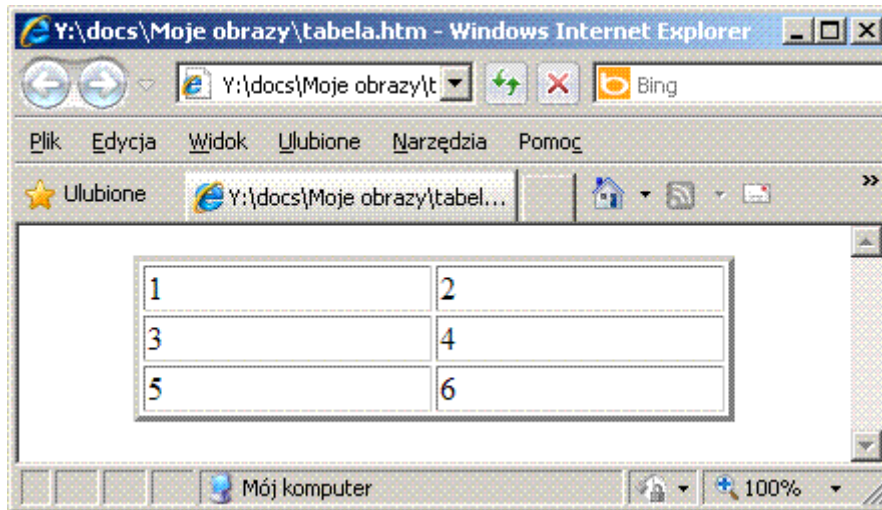 Y:\docs\Moje obrazy\tabela.htm - Windows Internet Explorer
Y:\docs\Moje obrazy\t Bing
Plik Edycja Widok Ulubione Narzędzia Pomoc
Ulubione Y:\docs\Moje obrazy\tabel... »
1 2
3 4
5 6
Mój komputer 100%